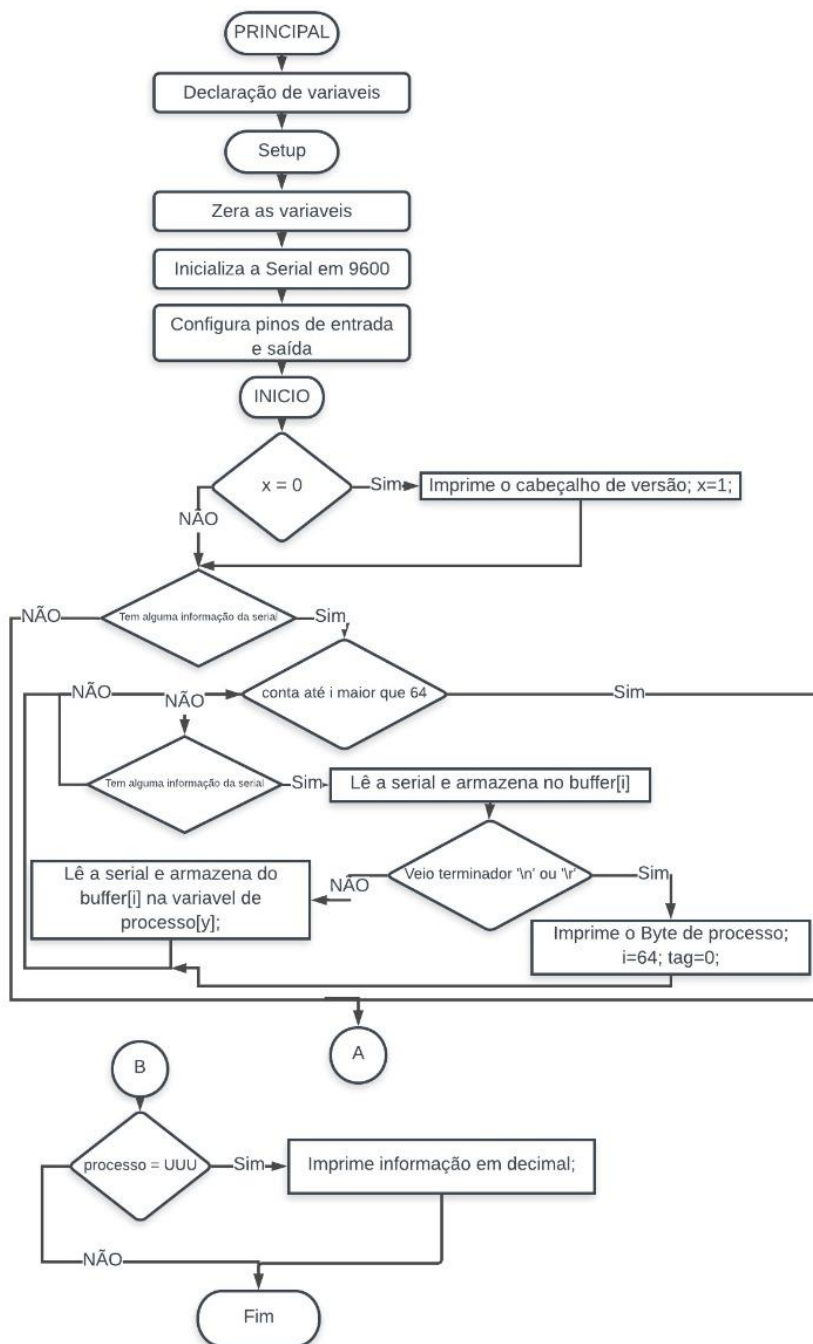 PRINCIPAL
Declaração de variaveis
Setup
Zera as variaveis
Inicializa a Serial em 9600
Configura pinos de entrada
e saída
INICIO
x = 0
Sim
Imprime o cabeçalho de versão; x=1;
NÃO
NÃO
Tem alguma informação da serial
Sim
NÃO
conta até i maior que 64
Sim
NÃO
Tem alguma informação da serial
Sim
Lê a serial e armazena no buffer[i]
Veio terminador '\n' ou '\r'
NÃO
Sim
Lê a serial e armazena do
buffer[i] na variavel de
processo[y];
Imprime o Byte de processo;
i=64; tag=0;
A
B
processo = UUU
Sim
Imprime informação em decimal;
NÃO
Fim